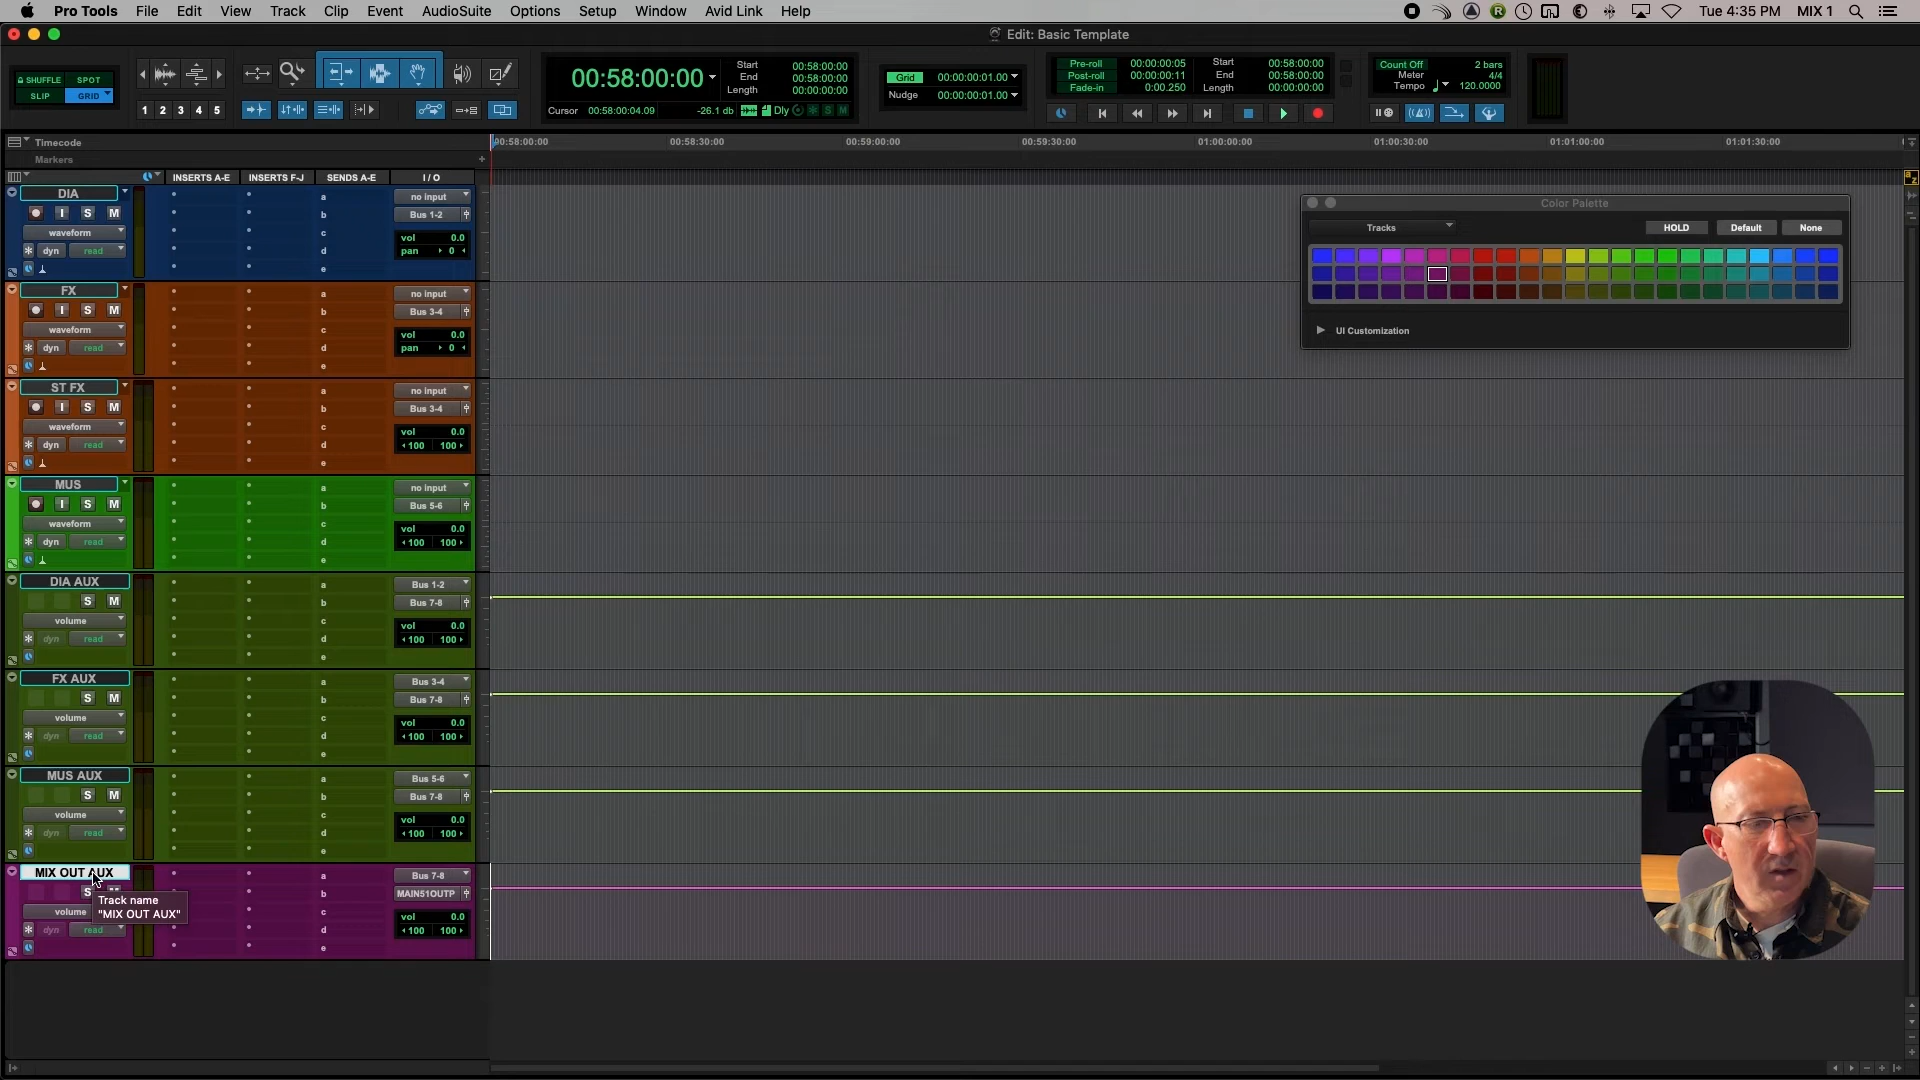 Pro Tools File Edit View Track Clip Event AudioSuite Options Setup Window Avid Link Help Tue 4:35 PM MIX 1
Edit: Basic Template
SHUFFLE SPOT
SLIP GRID
1 2 3 4 5
00:58:00:00
Start 00:58:00:00
End 00:58:00:00
Length 00:00:00:00
Cursor 00:58:00:04.09 -26.1 db Dly S M
Grid 00:00:00:01.00
Nudge 00:00:00:01.00
Pre-roll 00:00:00:05
Post-roll 00:00:00:11
Fade-in 0:00.250
Start 00:58:00:00
End 00:58:00:00
Length 00:00:00:00
Count Off 2 bars
Meter 4/4
Tempo 120.0000
Timecode
Markers
00:58:00:00 00:58:30:00 00:59:00:00 00:59:30:00 01:00:00:00 01:00:30:00 01:01:00:00 01:01:30:00
INSERTS A-E INSERTS F-J SENDS A-E I / O
DIA
I S M
waveform
dyn read
a b c d e
no input
Bus 1-2
vol 0.0
pan 0
FX
I S M
waveform
dyn read
a b c d e
no input
Bus 3-4
vol 0.0
pan 0
ST FX
I S M
waveform
dyn read
a b c d e
no input
Bus 3-4
vol 0.0
100 100
MUS
I S M
waveform
dyn read
a b c d e
no input
Bus 5-6
vol 0.0
100 100
DIA AUX
S M
volume
dyn read
a b c d e
Bus 1-2
Bus 7-8
vol 0.0
100 100
FX AUX
S M
volume
dyn read
a b c d e
Bus 3-4
Bus 7-8
vol 0.0
100 100
MUS AUX
S M
volume
dyn read
a b c d e
Bus 5-6
Bus 7-8
vol 0.0
100 100
MIX OUT AUX
S M
volume
dyn read
a b c d e
Bus 7-8
MAIN51OUTP
vol 0.0
100 100
Track name
"MIX OUT AUX"
Color Palette
Tracks HOLD Default None
UI Customization
a z